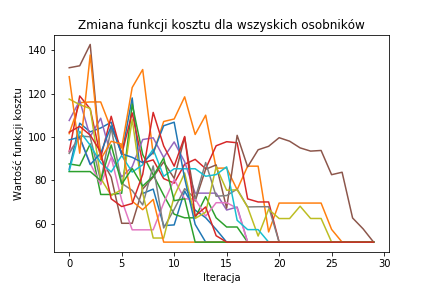 Zmiana funkcji kosztu dla wszyskich osobników
Wartość funkcji kosztu
140
120
100
80
60
0 5 10 15 20 25 30
Iteracja